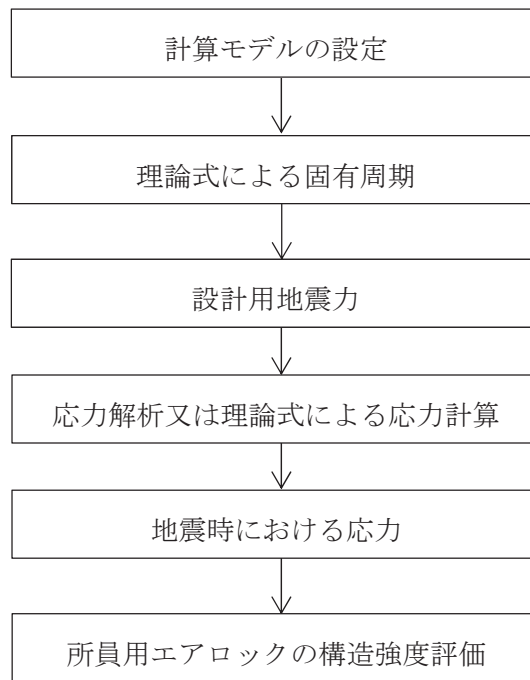 計算モデルの設定
理論式による固有周期
設計用地震力
応力解析又は理論式による応力計算
地震時における応力
所員用エアロックの構造強度評価